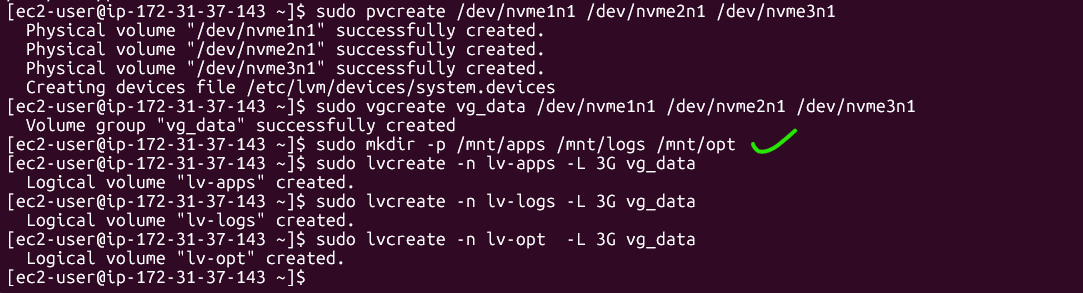 [ec2-user@ip-172-31-37-143 ~]$ sudo pvcreate /dev/nvme1n1 /dev/nvme2n1 /dev/nvme3n1
  Physical volume "/dev/nvme1n1" successfully created.
  Physical volume "/dev/nvme2n1" successfully created.
  Physical volume "/dev/nvme3n1" successfully created.
  Creating devices file /etc/lvm/devices/system.devices
[ec2-user@ip-172-31-37-143 ~]$ sudo vgcreate vg_data /dev/nvme1n1 /dev/nvme2n1 /dev/nvme3n1
  Volume group "vg_data" successfully created
[ec2-user@ip-172-31-37-143 ~]$ sudo mkdir -p /mnt/apps /mnt/logs /mnt/opt
[ec2-user@ip-172-31-37-143 ~]$ sudo lvcreate -n lv-apps -L 3G vg_data
  Logical volume "lv-apps" created.
[ec2-user@ip-172-31-37-143 ~]$ sudo lvcreate -n lv-logs -L 3G vg_data
  Logical volume "lv-logs" created.
[ec2-user@ip-172-31-37-143 ~]$ sudo lvcreate -n lv-opt  -L 3G vg_data
  Logical volume "lv-opt" created.
[ec2-user@ip-172-31-37-143 ~]$